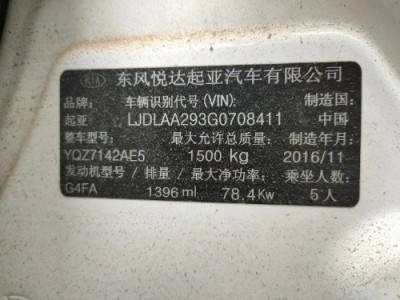 KIA 东风悦达起亚汽车有限公司
品牌: 车辆识别代号(VIN): 制造国:
起亚 LJDLAA293G0708411 中国
整车型号: 最大允许总质量: 制造年月:
YQZ7142AE5 1500 kg 2016/11
发动机型号/排量/最大净功率: 乘坐人数:
G4FA 1396 ml 78.4Kw 5人